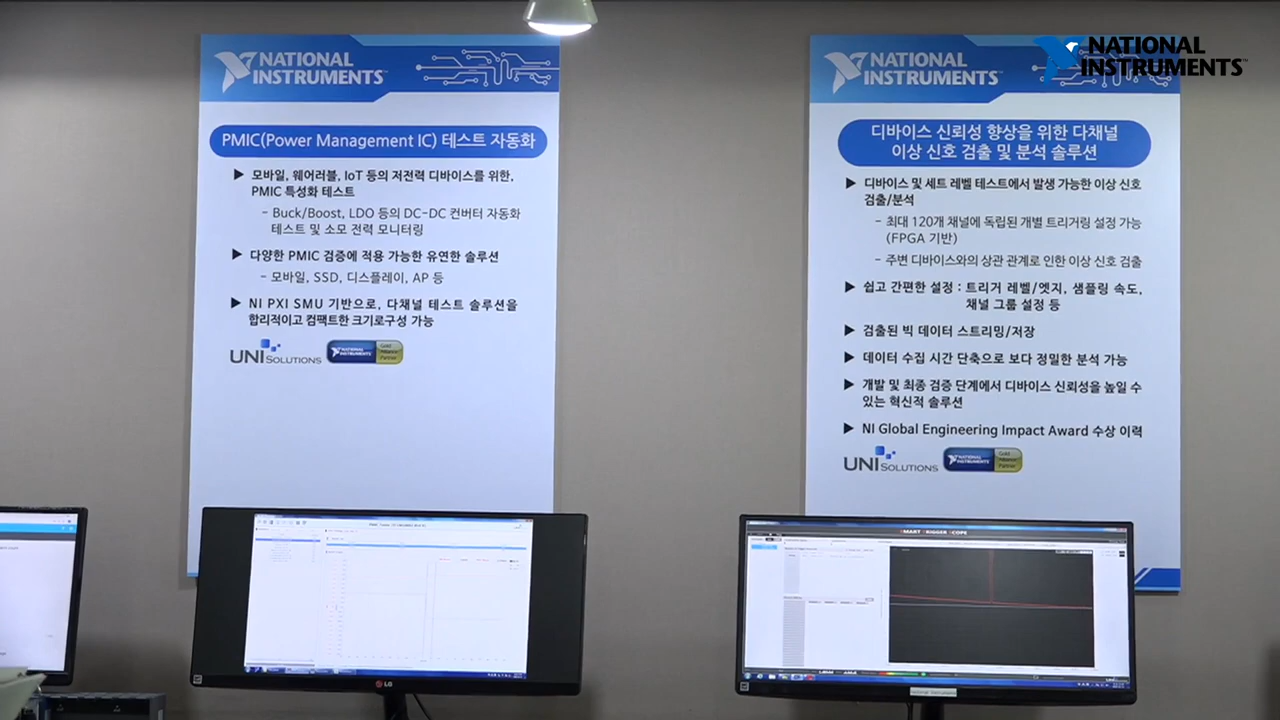 NATIONAL
INSTRUMENTS
PMIC(Power Management IC) 테스트 자동화
▶ 모바일, 웨어러블, IoT 등의 저전력 디바이스를 위한,
PMIC 특성화 테스트
- Buck/Boost, LDO 등의 DC-DC 컨버터 자동화
테스트 및 소모 전력 모니터링
▶ 다양한 PMIC 검증에 적용 가능한 유연한 솔루션
- 모바일, SSD, 디스플레이, AP 등
▶ NI PXI SMU 기반으로, 다채널 테스트 솔루션을
합리적이고 컴팩트한 크기로구성 가능
UNI SOLUTIONS
NATIONAL INSTRUMENTS
Gold
Alliance
Partner
LG
NATIONAL
INSTRUMENTS
NATIONAL
INSTRUMENTS
디바이스 신뢰성 향상을 위한 다채널
이상 신호 검출 및 분석 솔루션
▶ 디바이스 및 세트 레벨 테스트에서 발생 가능한 이상 신호
검출/분석
- 최대 120개 채널에 독립된 개별 트리거링 설정 가능
(FPGA 기반)
- 주변 디바이스와의 상관 관계로 인한 이상 신호 검출
▶ 쉽고 간편한 설정 : 트리거 레벨/엣지, 샘플링 속도,
채널 그룹 설정 등
▶ 검출된 빅 데이터 스트리밍/저장
▶ 데이터 수집 시간 단축으로 보다 정밀한 분석 가능
▶ 개발 및 최종 검증 단계에서 디바이스 신뢰성을 높일 수
있는 혁신적 솔루션
▶ NI Global Engineering Impact Award 수상 이력
UNI SOLUTIONS
NATIONAL INSTRUMENTS
Gold
Alliance
Partner
SMART TRIGGER SCOPE